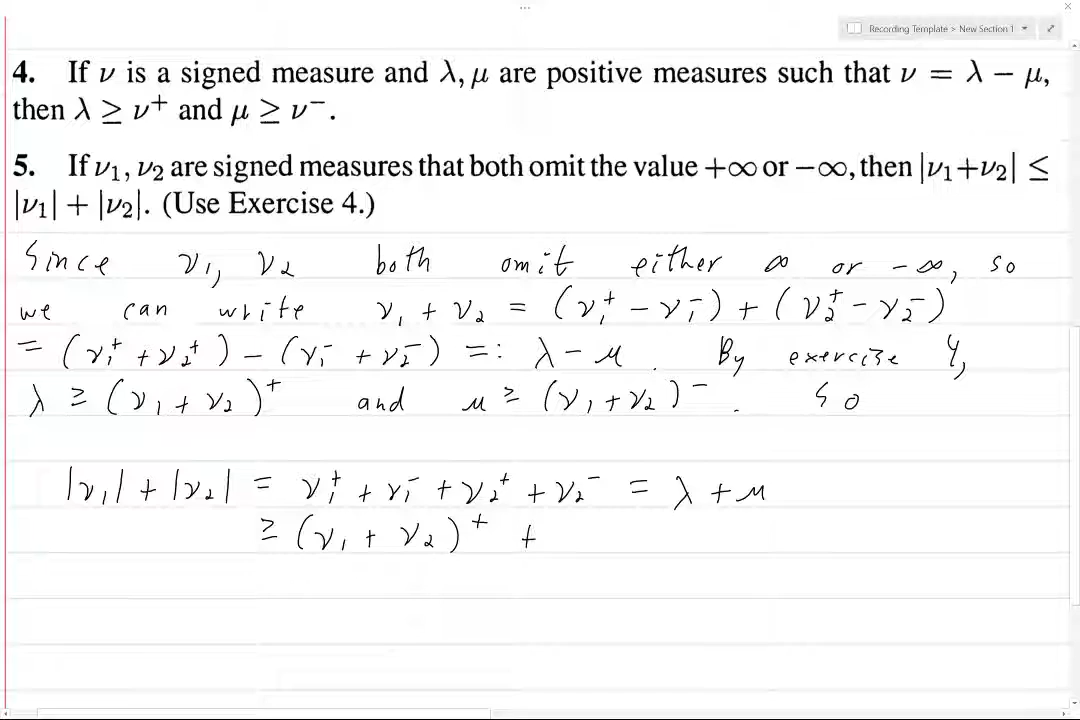 Recording Template > New Section 1
4. If ν is a signed measure and λ, μ are positive measures such that ν = λ − μ,
then λ ≥ ν⁺ and μ ≥ ν⁻.
5. If ν₁, ν₂ are signed measures that both omit the value +∞ or −∞, then |ν₁+ν₂| ≤
|ν₁| + |ν₂|. (Use Exercise 4.)
Since ν₁, ν₂ both omit either ∞ or −∞, so
we can write ν₁ + ν₂ = (ν₁⁺ − ν₁⁻) + (ν₂⁺ − ν₂⁻)
= (ν₁⁺ + ν₂⁺) − (ν₁⁻ + ν₂⁻) =: λ − μ. By exercise 4,
λ ≥ (ν₁ + ν₂)⁺ and μ ≥ (ν₁ + ν₂)⁻. So
|ν₁| + |ν₂| = ν₁⁺ + ν₁⁻ + ν₂⁺ + ν₂⁻ = λ + μ
≥ (ν₁ + ν₂)⁺ +